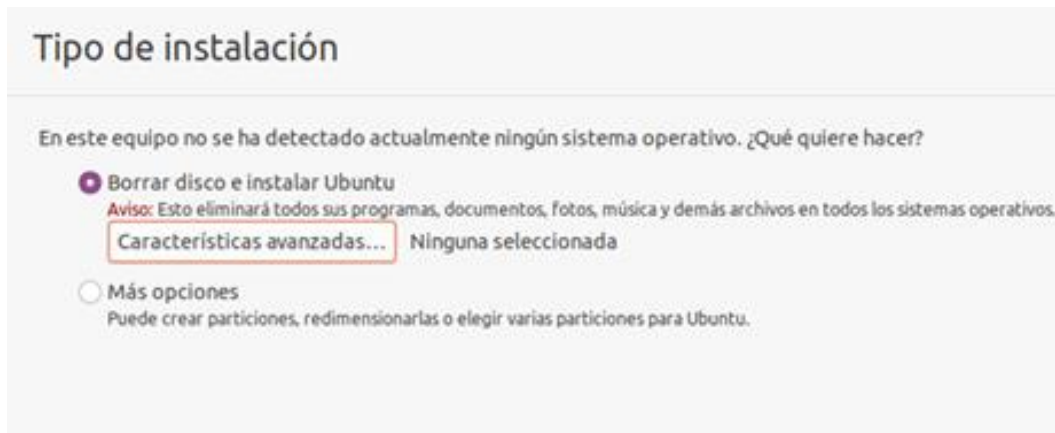 Tipo de instalación
En este equipo no se ha detectado actualmente ningún sistema operativo. ¿Qué quiere hacer?
Borrar disco e instalar Ubuntu
Aviso: Esto eliminará todos sus programas, documentos, fotos, música y demás archivos en todos los sistemas operativos.
Características avanzadas... Ninguna seleccionada
Más opciones
Puede crear particiones, redimensionarlas o elegir varias particiones para Ubuntu.